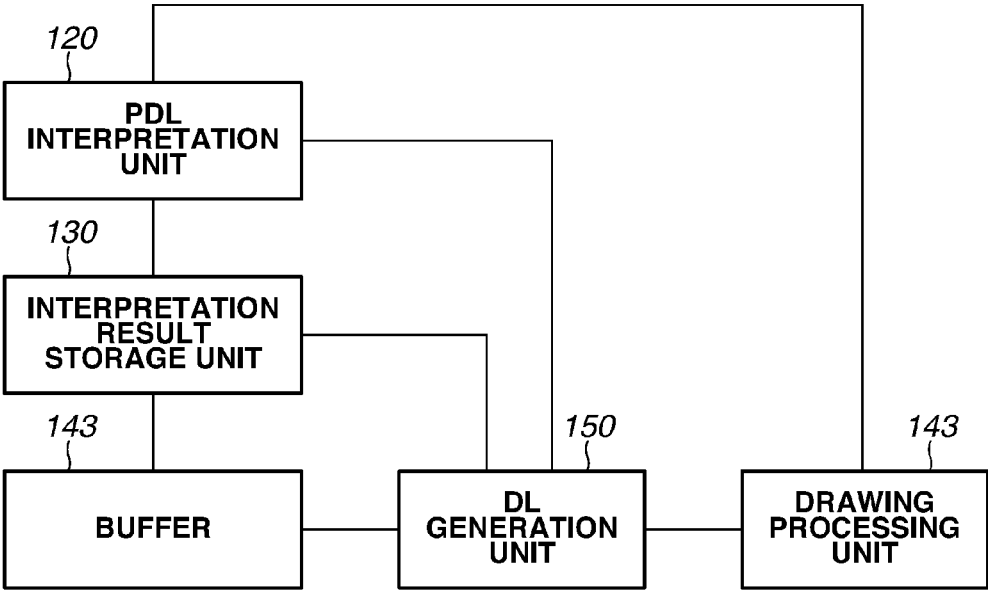 120
PDL
INTERPRETATION
UNIT
130
INTERPRETATION
RESULT
STORAGE UNIT
143
BUFFER
150
DL
GENERATION
UNIT
143
DRAWING
PROCESSING
UNIT